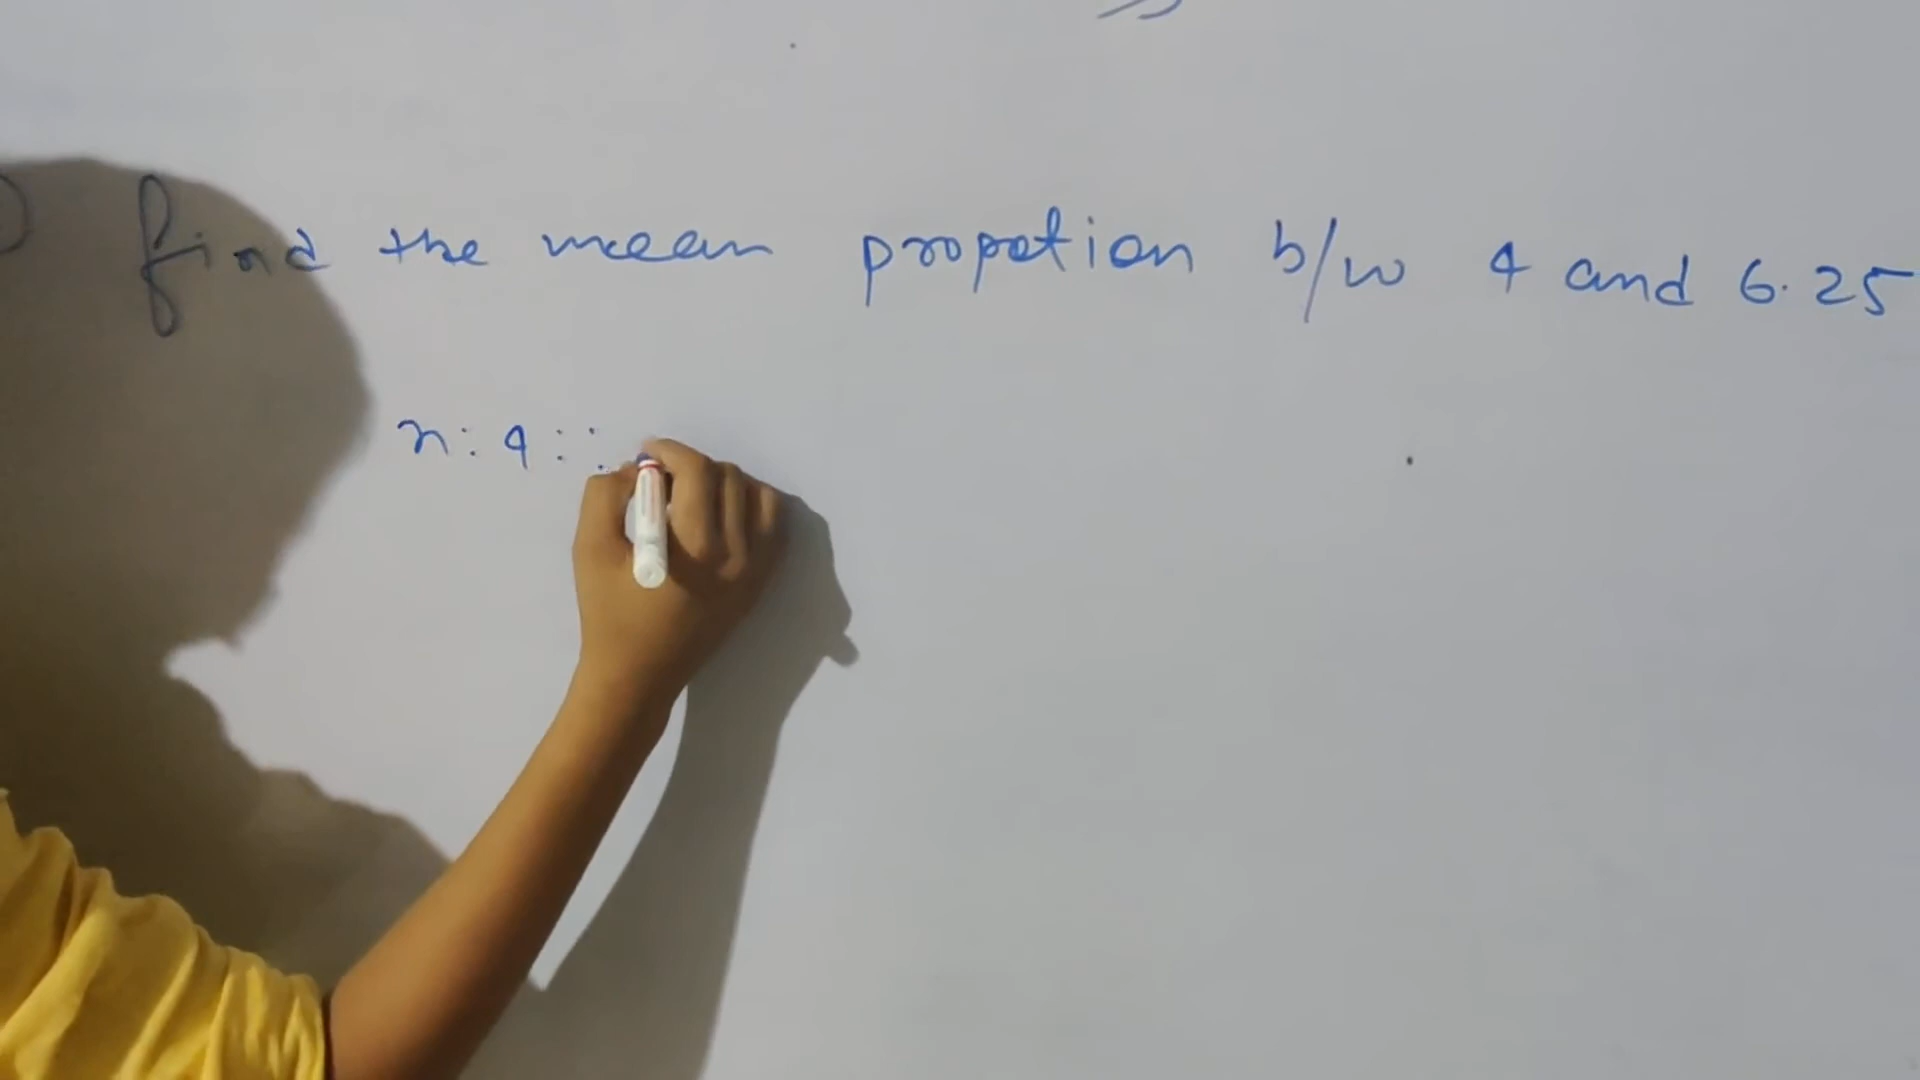 find the mean propotion b/w 4 and 6.25
x : 4 : :